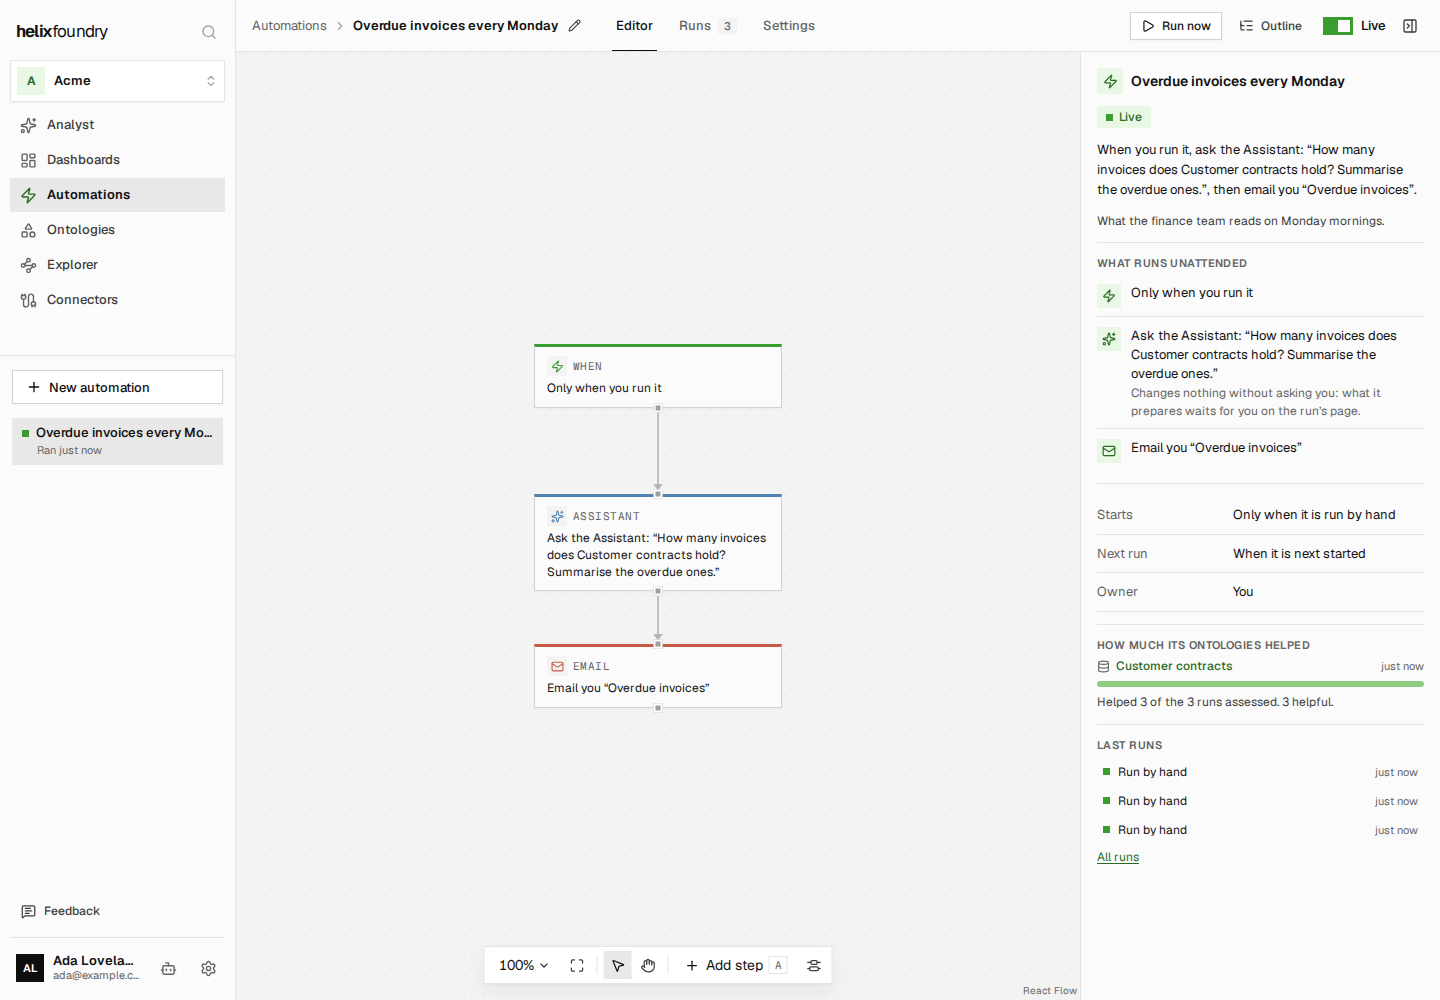 helixfoundry
A
Acme
Analyst
Dashboards
Automations
Ontologies
Explorer
Connectors
New automation
Overdue invoices every Mo...
Ran just now
Feedback
AL
Ada Lovela...
ada@example.c...
Automations
Overdue invoices every Monday
Editor
Runs 3
Settings
Run now
Outline
Live
WHEN
Only when you run it
ASSISTANT
Ask the Assistant: “How many invoices
does Customer contracts hold?
Summarise the overdue ones.”
EMAIL
Email you “Overdue invoices”
100%
Add step A
React Flow
Overdue invoices every Monday
Live
When you run it, ask the Assistant: “How many
invoices does Customer contracts hold? Summarise
the overdue ones.”, then email you “Overdue invoices”.
What the finance team reads on Monday mornings.
WHAT RUNS UNATTENDED
Only when you run it
Ask the Assistant: “How many invoices does
Customer contracts hold? Summarise the
overdue ones.”
Changes nothing without asking you: what it
prepares waits for you on the run's page.
Email you “Overdue invoices”
Starts Only when it is run by hand
Next run When it is next started
Owner You
HOW MUCH ITS ONTOLOGIES HELPED
Customer contracts just now
Helped 3 of the 3 runs assessed. 3 helpful.
LAST RUNS
Run by hand just now
Run by hand just now
Run by hand just now
All runs